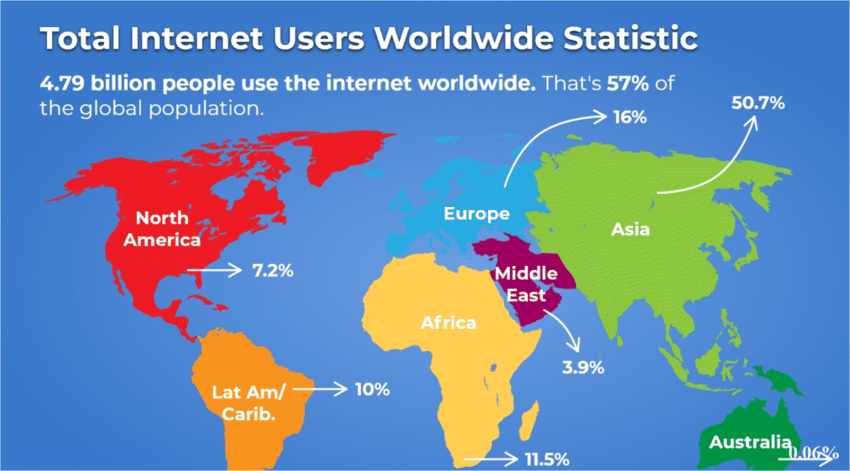 Total Internet Users Worldwide Statistic
4.79 billion people use the internet worldwide. That's 57% of
the global population.
50.7%
16%
North
America
Europe
Asia
7.2%
Middle
East
Africa
3.9%
Lat Am/
Carib.
10%
Australia
0.06%
11.5%